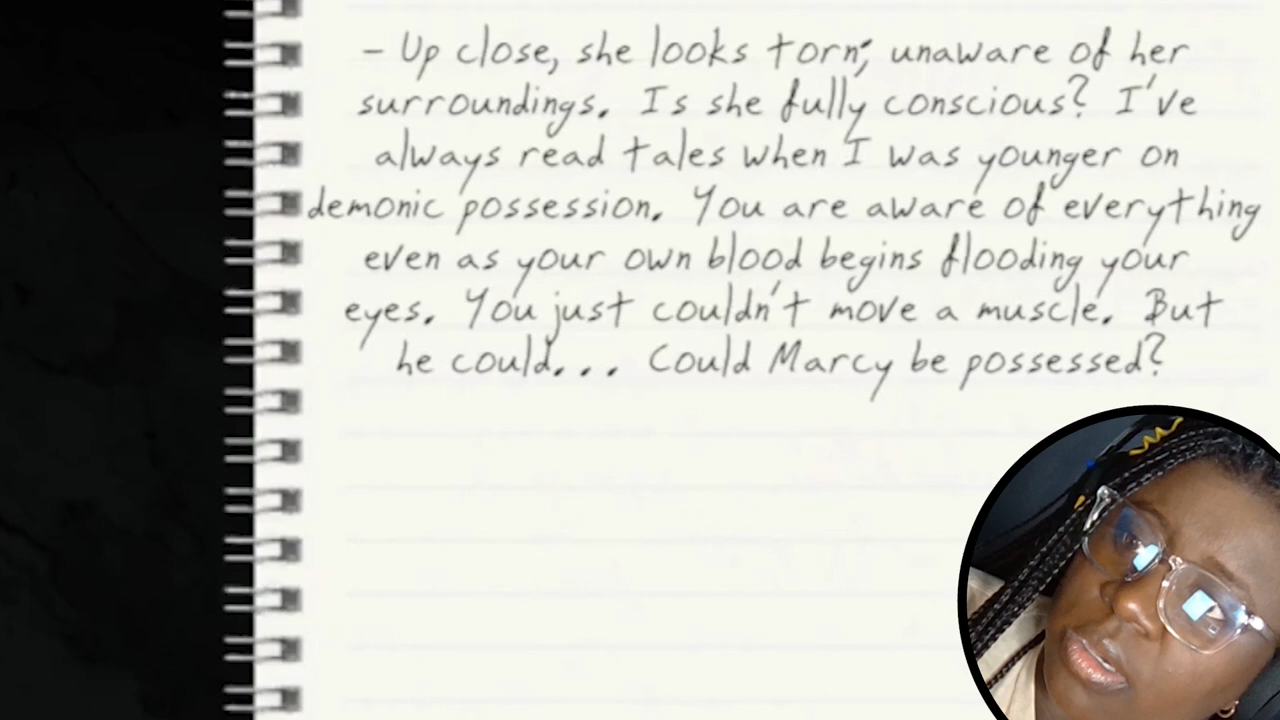 - Up close, she looks torn; unaware of her
surroundings. Is she fully conscious? I've
always read tales when I was younger on
demonic possession. You are aware of everything
even as your own blood begins flooding your
eyes. You just couldn't move a muscle. But
he could... Could Marcy be possessed?